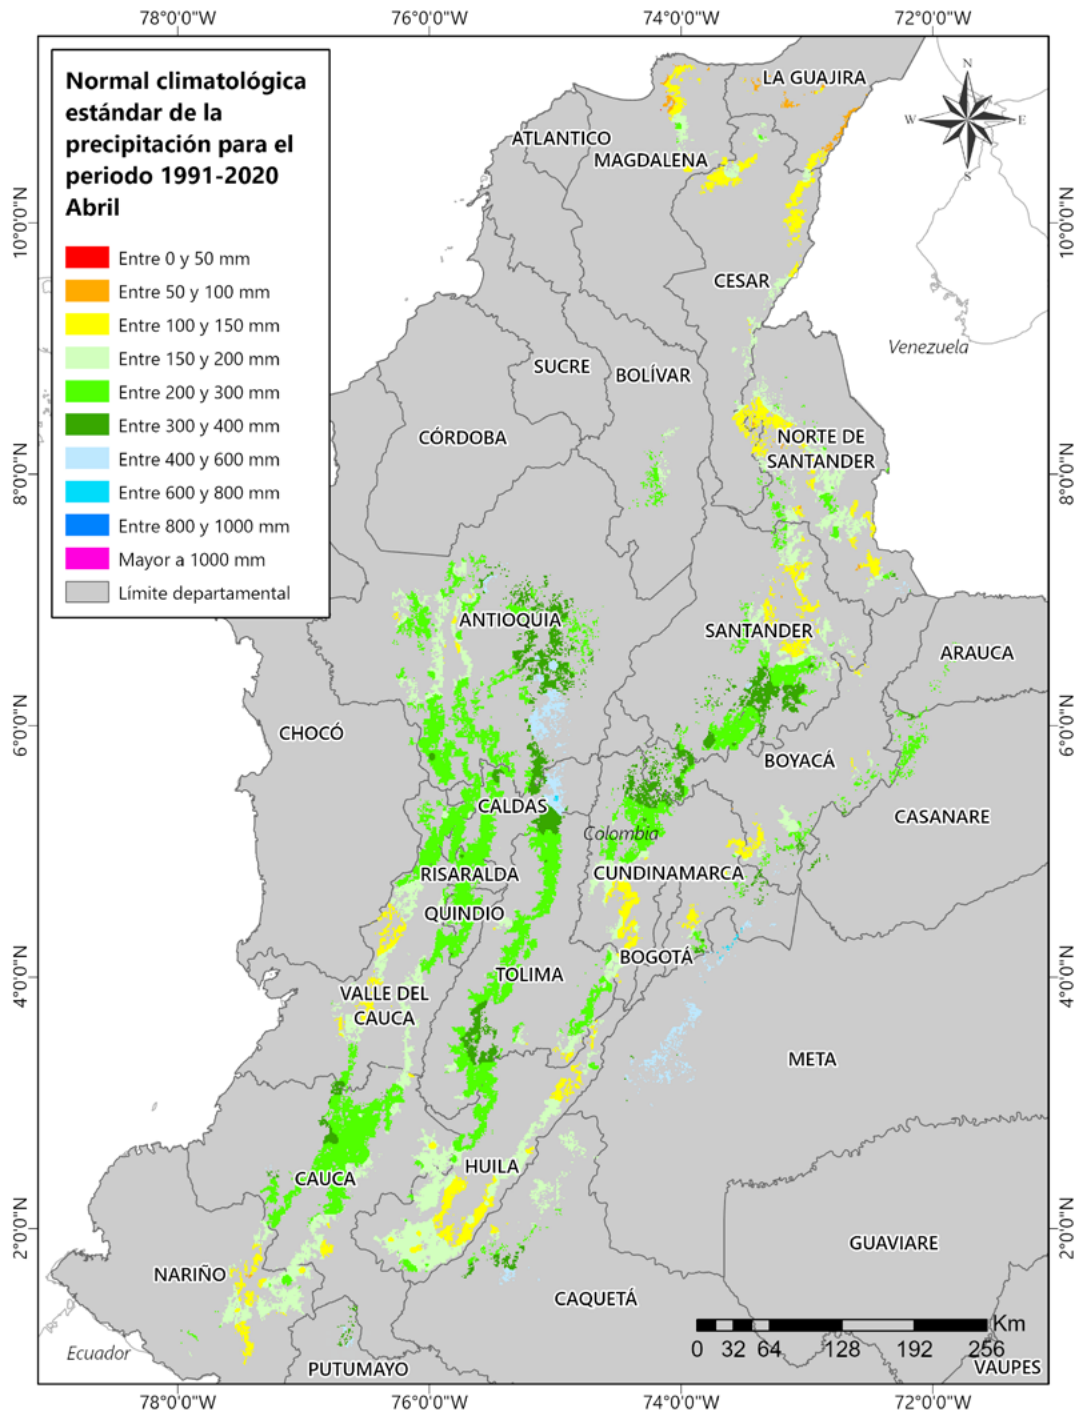 78°0'0"W
76°0'0"W
74°0'0"W
72°0'0"W
Normal climatológica
estándar de la
precipitación para el
periodo 1991-2020
Abril
Entre 0 y 50 mm
Entre 50 y 100 mm
Entre 100 y 150 mm
Entre 150 y 200 mm
Entre 200 y 300 mm
Entre 300 y 400 mm
Entre 400 y 600 mm
Entre 600 y 800 mm
Entre 800 y 1000 mm
Mayor a 1000 mm
Límite departamental
N
W
E
S
LA GUAJIRA
ATLANTICO
MAGDALENA
10°0'0"N
10°0'0"N
CESAR
Venezuela
SUCRE
BOLÍVAR
CÓRDOBA
NORTE DE
SANTANDER
8°0'0"N
8°0'0"N
ANTIOQUIA
SANTANDER
ARAUCA
6°0'0"N
6°0'0"N
CHOCÓ
BOYACÁ
CALDAS
CASANARE
Colombia
RISARALDA
CUNDINAMARCA
QUINDIO
BOGOTÁ
4°0'0"N
4°0'0"N
TOLIMA
VALLE DEL
CAUCA
META
HUILA
CAUCA
2°0'0"N
2°0'0"N
GUAVIARE
NARIÑO
CAQUETÁ
Km
0 32 64 128 192 256
Ecuador
PUTUMAYO
VAUPES
78°0'0"W
76°0'0"W
74°0'0"W
72°0'0"W